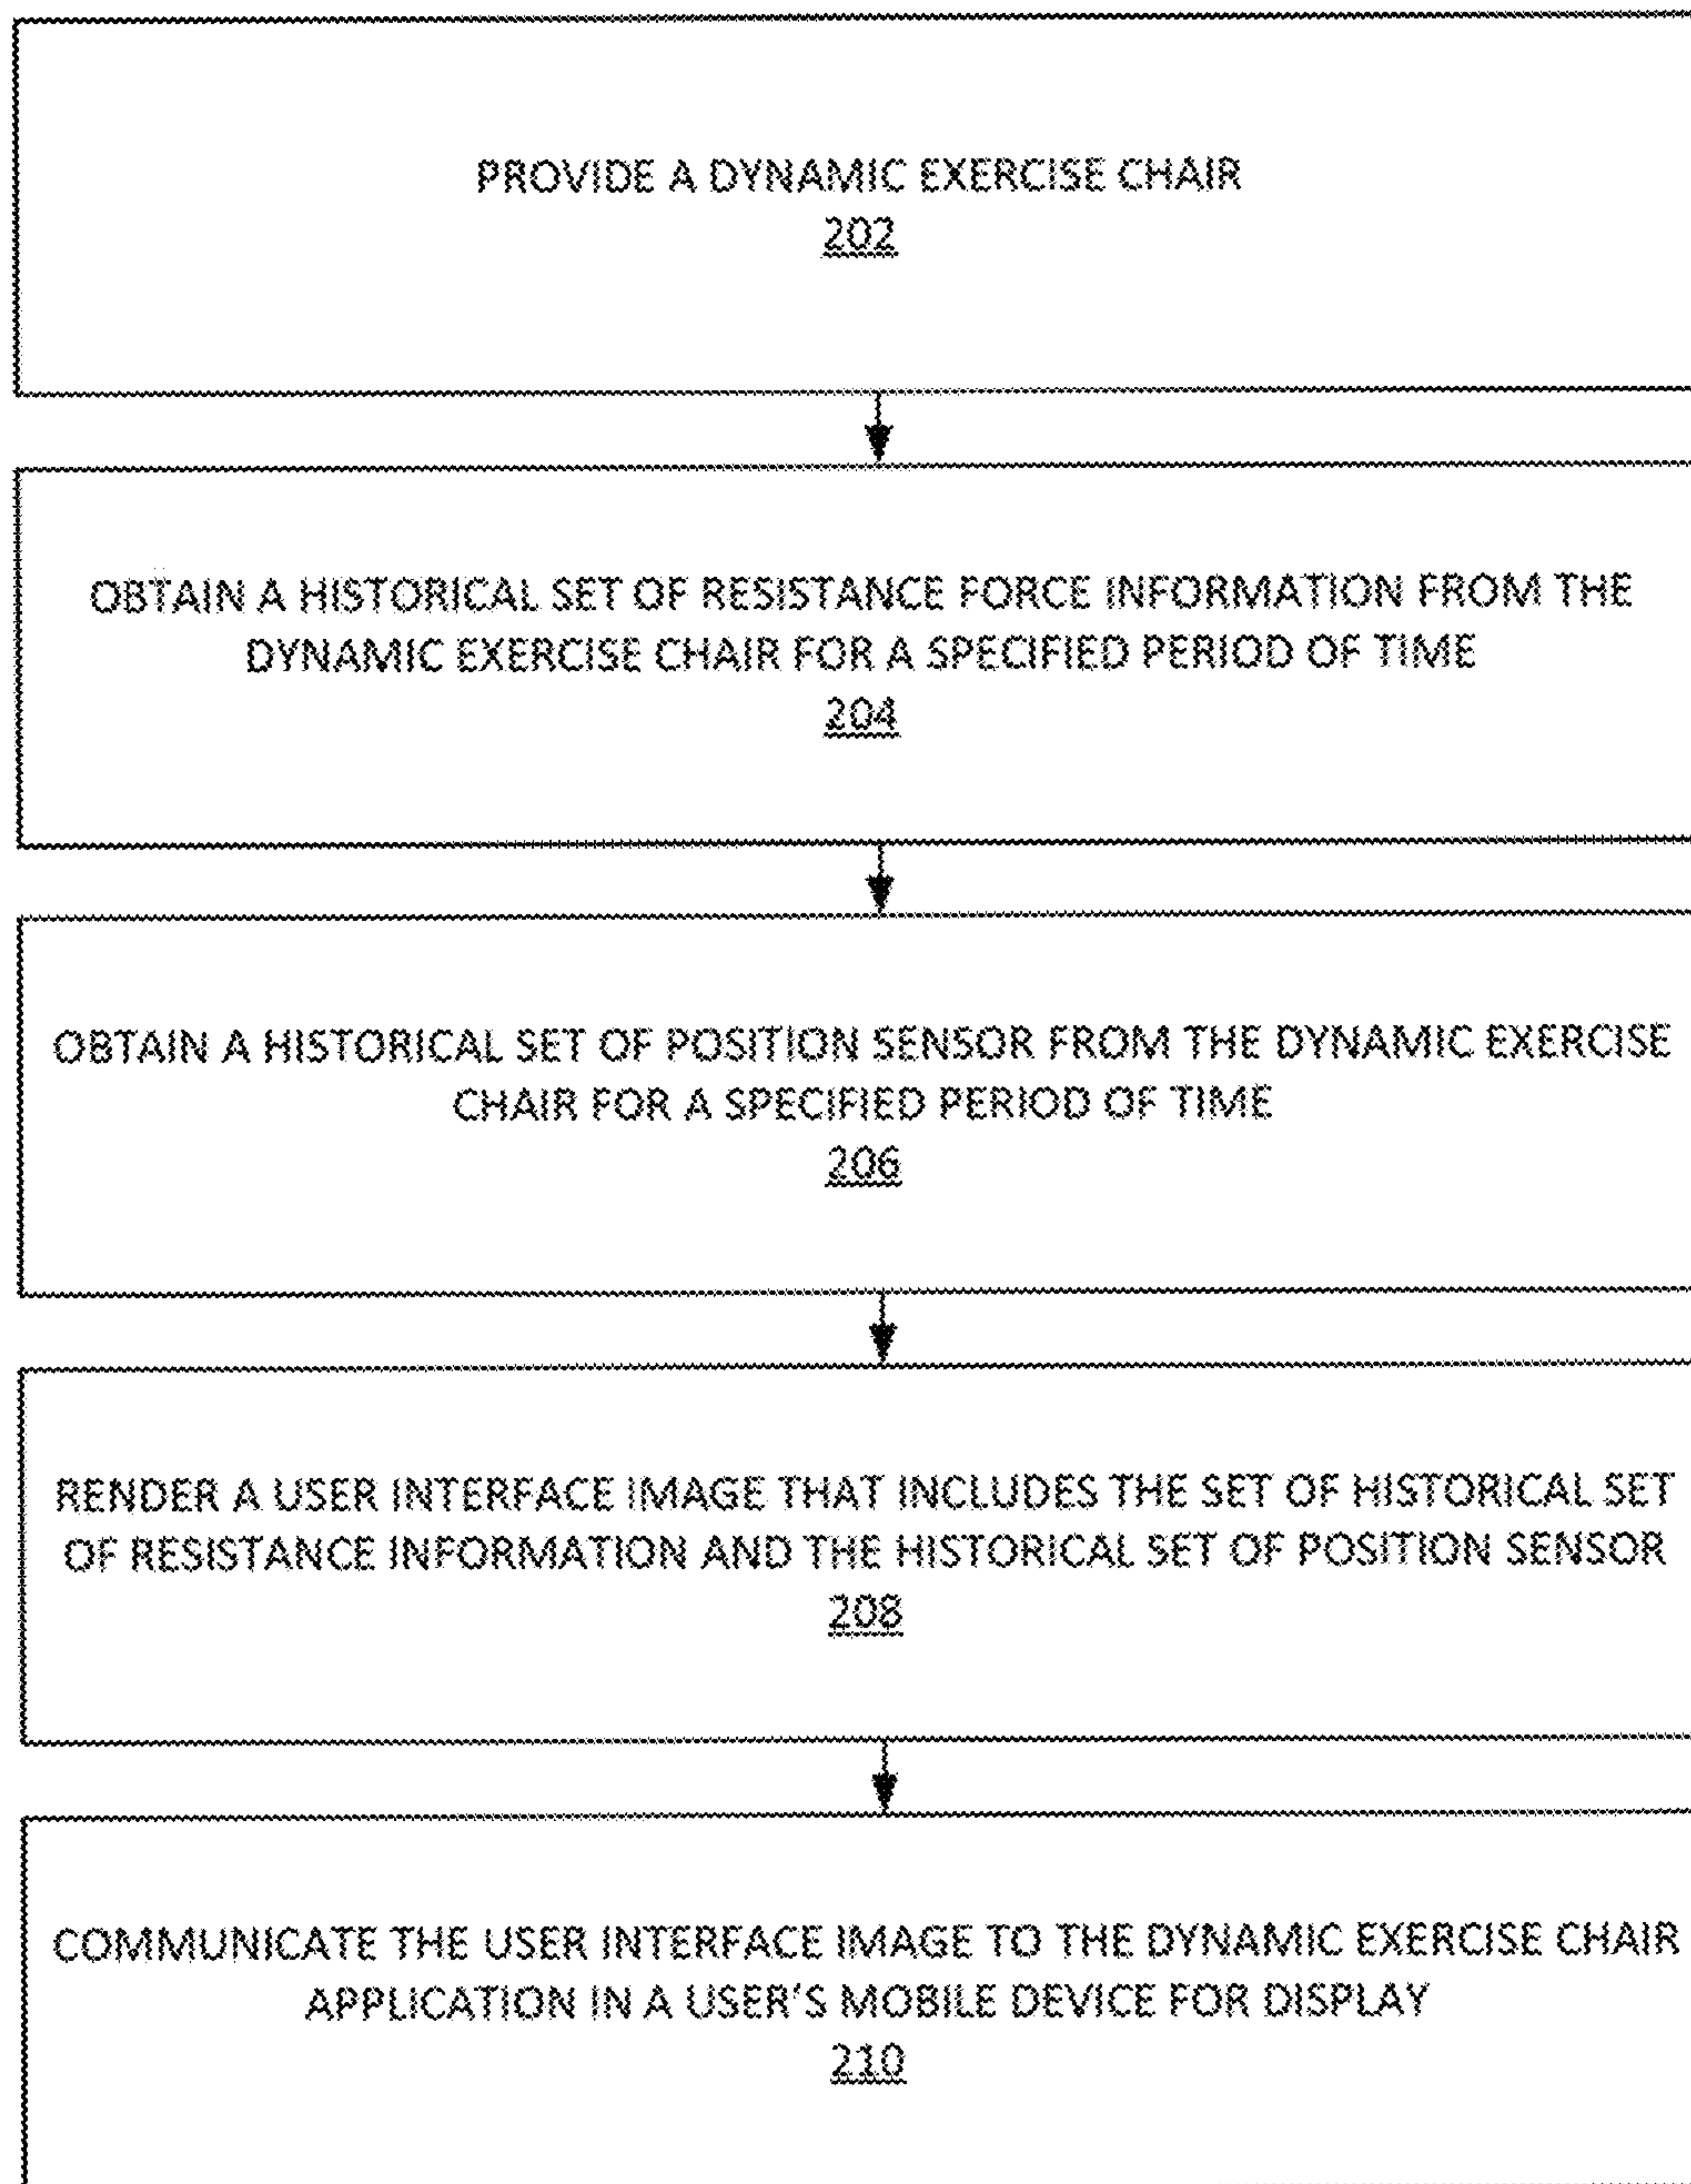 PROVIDE A DYNAMIC EXERCISE CHAIR
202
OBTAIN A HISTORICAL SET OF RESISTANCE FORCE INFORMATION FROM THE
DYNAMIC EXERCISE CHAIR FOR A SPECIFIED PERIOD OF TIME
204
OBTAIN A HISTORICAL SET OF POSITION SENSOR FROM THE DYNAMIC EXERCISE
CHAIR FOR A SPECIFIED PERIOD OF TIME
206
RENDER A USER INTERFACE IMAGE THAT INCLUDES THE SET OF HISTORICAL SET
OF RESISTANCE INFORMATION AND THE HISTORICAL SET OF POSITION SENSOR
208
COMMUNICATE THE USER INTERFACE IMAGE TO THE DYNAMIC EXERCISE CHAIR
APPLICATION IN A USER'S MOBILE DEVICE FOR DISPLAY
210